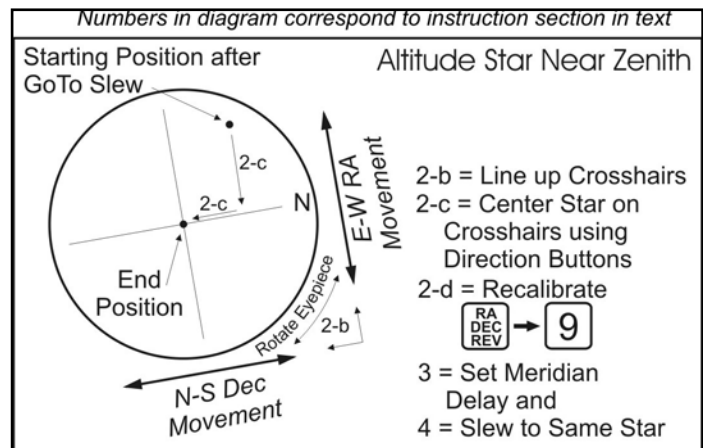 Numbers in diagram correspond to instruction section in text
Starting Position after
GoTo Slew
Altitude Star Near Zenith
2-c
2-c
N
E-W RA
Movement
End
Position
Rotate Eyepiece
2-b
N-S Dec
Movement
2-b = Line up Crosshairs
2-c = Center Star on
Crosshairs using
Direction Buttons
2-d = Recalibrate
RA
DEC
REV
9
3 = Set Meridian
Delay and
4 = Slew to Same Star